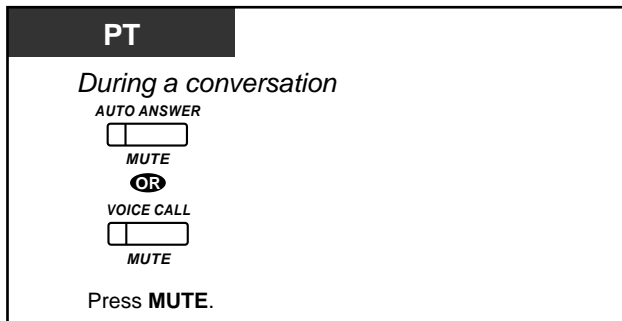 PT
During a conversation
AUTO ANSWER
MUTE
OR
VOICE CALL
MUTE
Press MUTE.